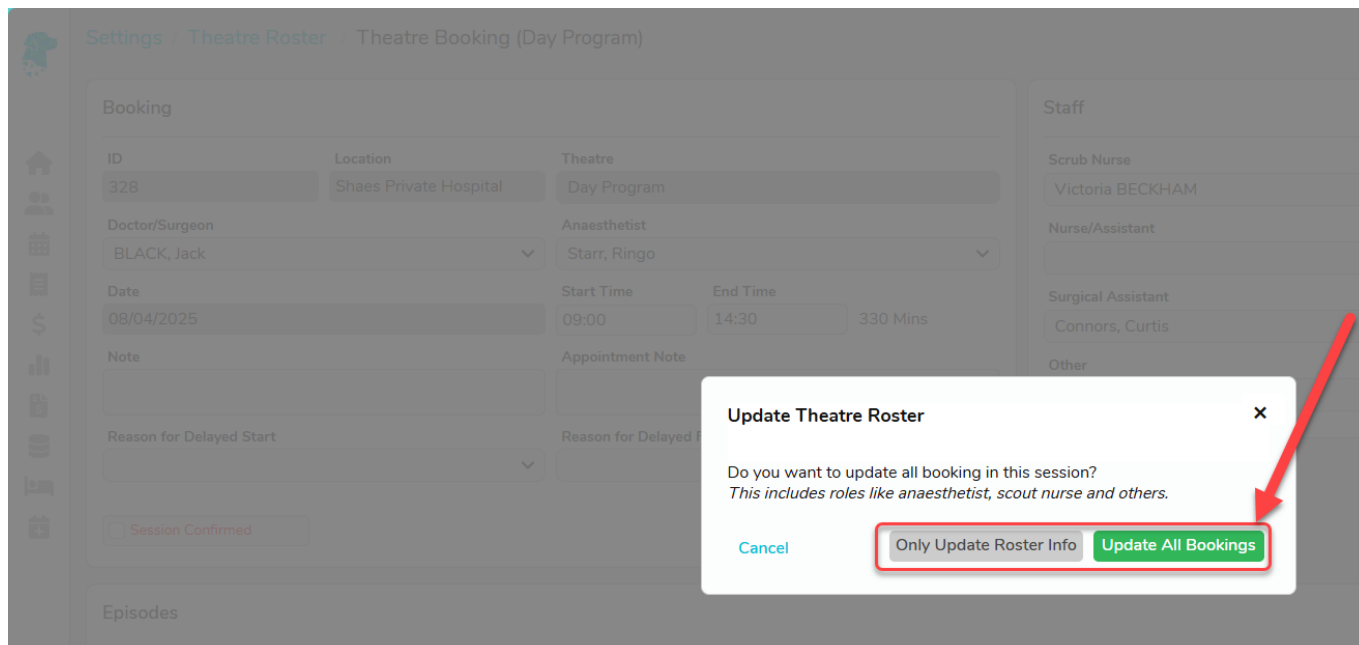 Settings / Theatre Roster / Theatre Booking (Day Program)
Booking
ID Location Theatre
328 Shaes Private Hospital Day Program
Doctor/Surgeon Anaesthetist
BLACK, Jack Starr, Ringo
Date Start Time End Time
08/04/2025 09:00 14:30 330 Mins
Note Appointment Note
Reason for Delayed Start Reason for Delayed
Session Confirmed
Staff
Scrub Nurse
Victoria BECKHAM
Nurse/Assistant
Surgical Assistant
Connors, Curtis
Other
Update Theatre Roster
Do you want to update all booking in this session?
This includes roles like anaesthetist, scout nurse and others.
Cancel Only Update Roster Info Update All Bookings
Episodes